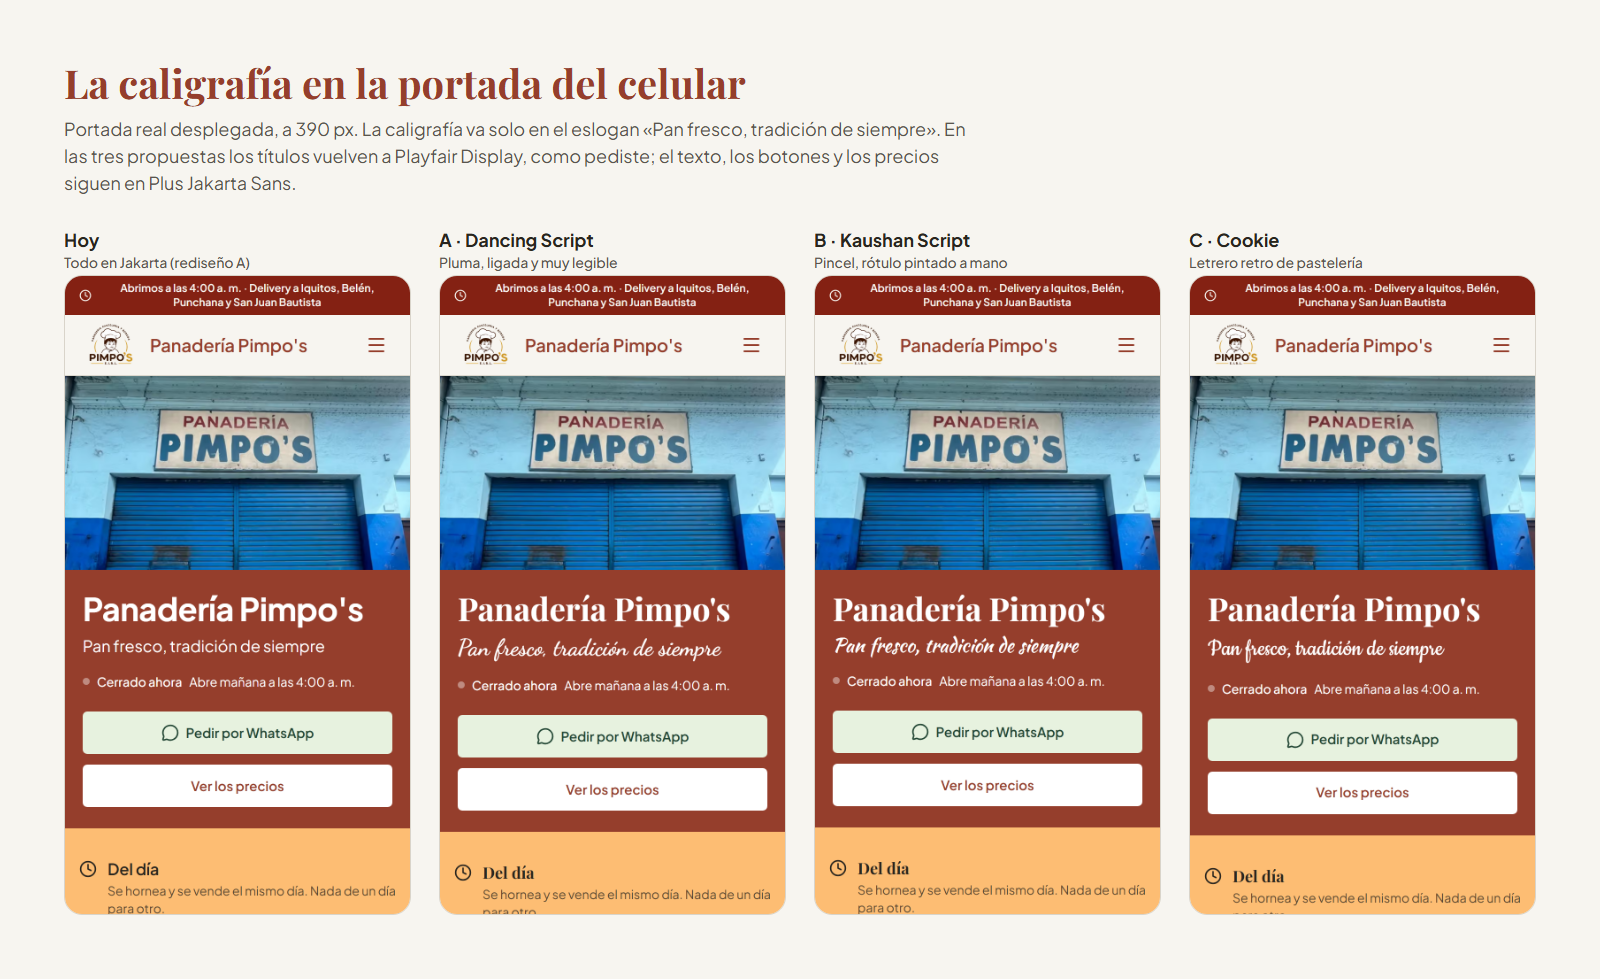 La caligrafía en la portada del celular
Portada real desplegada, a 390 px. La caligrafía va solo en el eslogan «Pan fresco, tradición de siempre». En
las tres propuestas los títulos vuelven a Playfair Display, como pediste; el texto, los botones y los precios
siguen en Plus Jakarta Sans.
Hoy
Todo en Jakarta (rediseño A)
Abrimos a las 4:00 a. m. · Delivery a Iquitos, Belén,
Punchana y San Juan Bautista
PIMPO'S
Panadería Pimpo's
PANADERÍA
PIMPO'S
Panadería Pimpo's
Pan fresco, tradición de siempre
Cerrado ahora Abre mañana a las 4:00 a. m.
Pedir por WhatsApp
Ver los precios
Del día
Se hornea y se vende el mismo día. Nada de un día
para otro.
A · Dancing Script
Pluma, ligada y muy legible
Abrimos a las 4:00 a. m. · Delivery a Iquitos, Belén,
Punchana y San Juan Bautista
PIMPO'S
Panadería Pimpo's
PANADERÍA
PIMPO'S
Panadería Pimpo's
Pan fresco, tradición de siempre
Cerrado ahora Abre mañana a las 4:00 a. m.
Pedir por WhatsApp
Ver los precios
Del día
Se hornea y se vende el mismo día. Nada de un día
para otro.
B · Kaushan Script
Pincel, rótulo pintado a mano
Abrimos a las 4:00 a. m. · Delivery a Iquitos, Belén,
Punchana y San Juan Bautista
PIMPO'S
Panadería Pimpo's
PANADERÍA
PIMPO'S
Panadería Pimpo's
Pan fresco, tradición de siempre
Cerrado ahora Abre mañana a las 4:00 a. m.
Pedir por WhatsApp
Ver los precios
Del día
Se hornea y se vende el mismo día. Nada de un día
para otro.
C · Cookie
Letrero retro de pastelería
Abrimos a las 4:00 a. m. · Delivery a Iquitos, Belén,
Punchana y San Juan Bautista
PIMPO'S
Panadería Pimpo's
PANADERÍA
PIMPO'S
Panadería Pimpo's
Pan fresco, tradición de siempre
Cerrado ahora Abre mañana a las 4:00 a. m.
Pedir por WhatsApp
Ver los precios
Del día
Se hornea y se vende el mismo día. Nada de un día